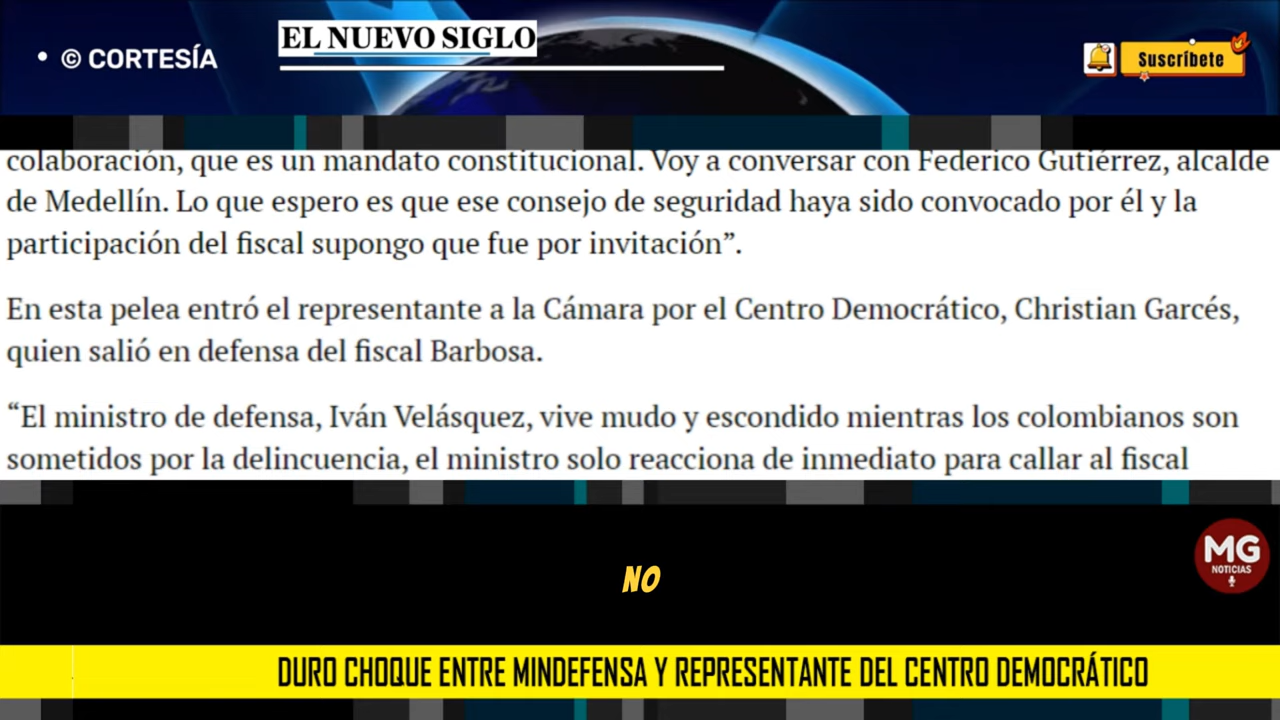 • © CORTESÍA
EL NUEVO SIGLO
Suscríbete
colaboración, que es un mandato constitucional. Voy a conversar con Federico Gutiérrez, alcalde
de Medellín. Lo que espero es que ese consejo de seguridad haya sido convocado por él y la
participación del fiscal supongo que fue por invitación”.
En esta pelea entró el representante a la Cámara por el Centro Democrático, Christian Garcés,
quien salió en defensa del fiscal Barbosa.
“El ministro de defensa, Iván Velásquez, vive mudo y escondido mientras los colombianos son
sometidos por la delincuencia, el ministro solo reacciona de inmediato para callar al fiscal
MG
NOTICIAS
NO
DURO CHOQUE ENTRE MINDEFENSA Y REPRESENTANTE DEL CENTRO DEMOCRÁTICO